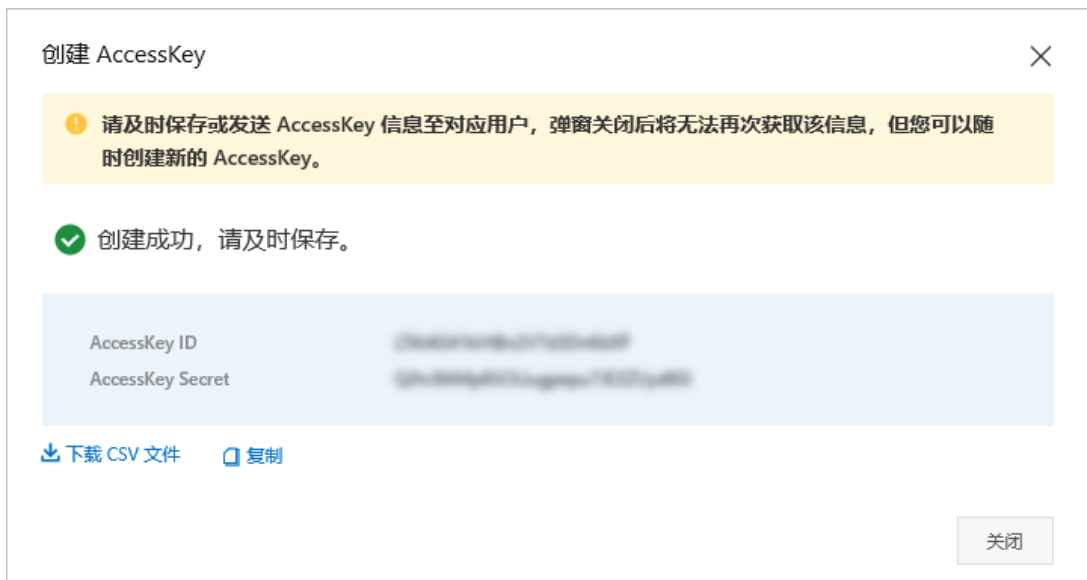 创建 AccessKey
请及时保存或发送 AccessKey 信息至对应用户，弹窗关闭后将无法再次获取该信息，但您可以随
时创建新的 AccessKey。
创建成功，请及时保存。
AccessKey ID
AccessKey Secret
下载 CSV 文件 复制
关闭